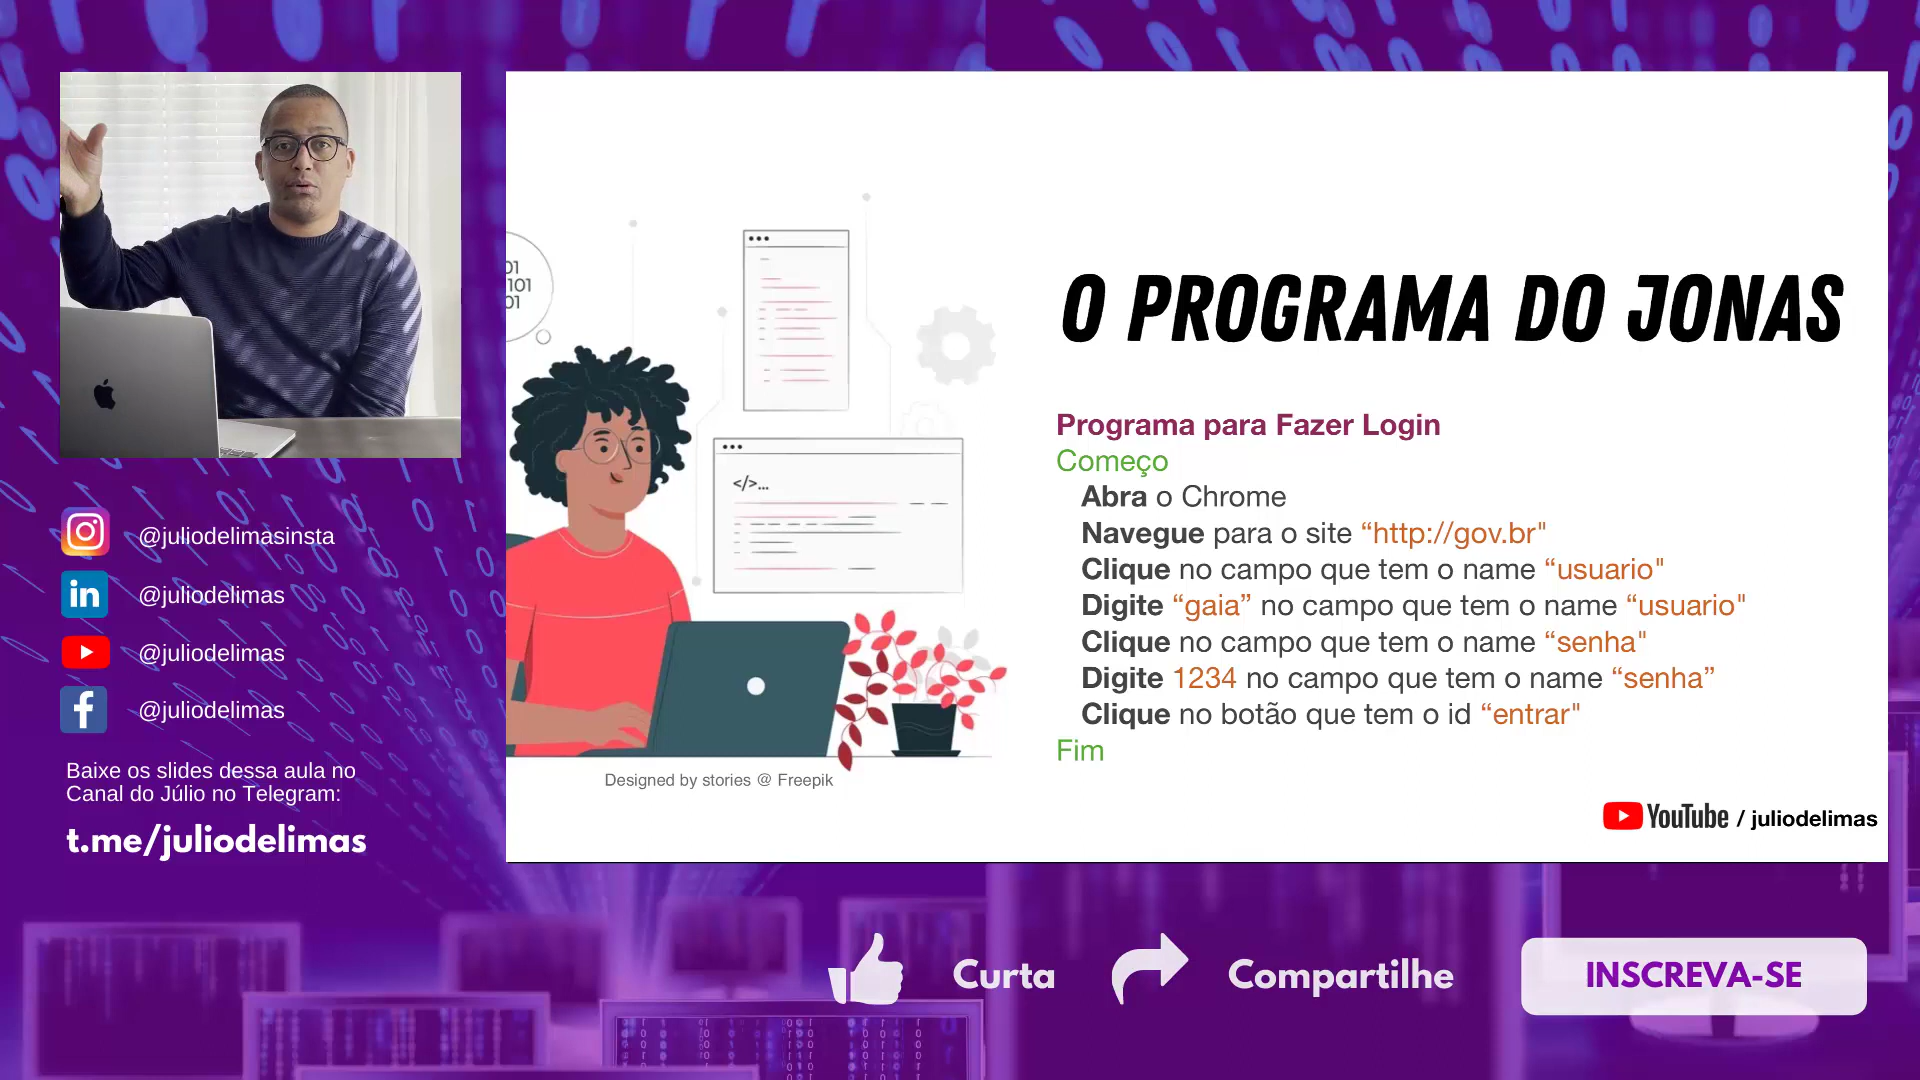 @juliodelimasinsta
@juliodelimas
@juliodelimas
@juliodelimas
Baixe os slides dessa aula no
Canal do Júlio no Telegram:
t.me/juliodelimas
01
101
01
</>...
Designed by stories @ Freepik
O PROGRAMA DO JONAS
Programa para Fazer Login
Começo
Abra o Chrome
Navegue para o site “http://gov.br"
Clique no campo que tem o name “usuario"
Digite “gaia” no campo que tem o name “usuario"
Clique no campo que tem o name “senha"
Digite 1234 no campo que tem o name “senha”
Clique no botão que tem o id “entrar"
Fim
YouTube / juliodelimas
Curta
Compartilhe
INSCREVA-SE